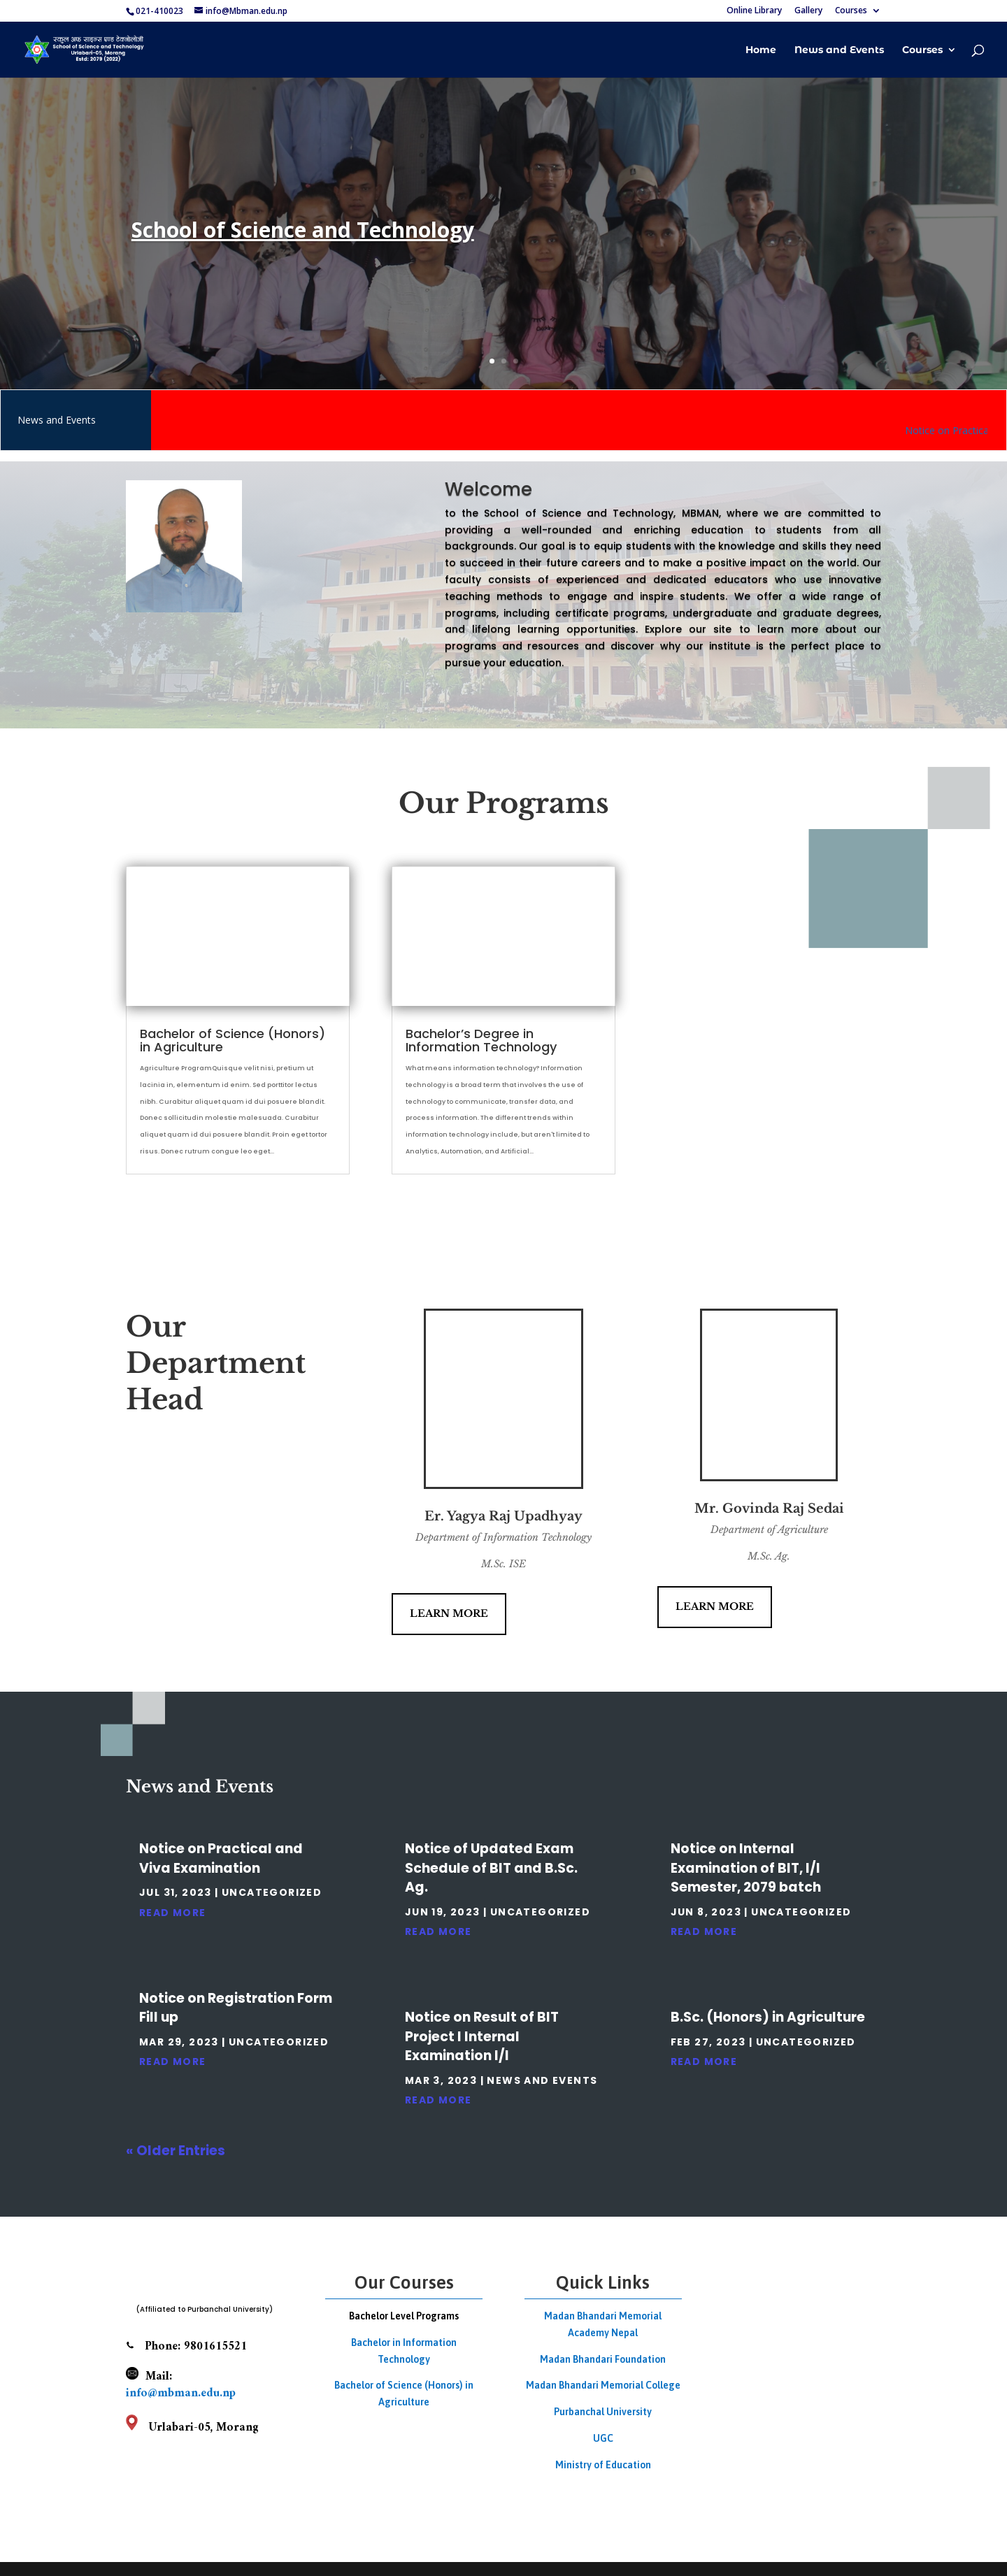 021-410023
info@Mbman.edu.np
Online Library
Gallery
Courses
स्कूल अफ साइन्स एण्ड टेक्नोलोजी
School of Science and Technology
Urlabari-05, Morang
Estd: 2079 (2022)
Home
News and Events
Courses
School of Science and Technology
News and Events
Welcome
to the School of Science and Technology, MBMAN, where we are committed to
providing a well-rounded and enriching education to students from all
backgrounds. Our goal is to equip students with the knowledge and skills they need
to succeed in their future careers and to make a positive impact on the world. Our
faculty consists of experienced and dedicated educators who use innovative
teaching methods to engage and inspire students. We offer a wide range of
programs, including certificate programs, undergraduate and graduate degrees,
and lifelong learning opportunities. Explore our site to learn more about our
programs and resources and discover why our institute is the perfect place to
pursue your education.
Our Programs
Bachelor of Science (Honors)
in Agriculture
Agriculture ProgramQuisque velit nisi, pretium ut
lacinia in, elementum id enim. Sed porttitor lectus
nibh. Curabitur aliquet quam id dui posuere blandit.
Donec sollicitudin molestie malesuada. Curabitur
aliquet quam id dui posuere blandit. Proin eget tortor
risus. Donec rutrum congue leo eget...
Bachelor’s Degree in
Information Technology
What means information technology? Information
technology is a broad term that involves the use of
technology to communicate, transfer data, and
process information. The different trends within
information technology include, but aren't limited to
Analytics, Automation, and Artificial...
Our
Department
Head
Er. Yagya Raj Upadhyay
Department of Information Technology
M.Sc. ISE
LEARN MORE
Mr. Govinda Raj Sedai
Department of Agriculture
M.Sc. Ag.
LEARN MORE
News and Events
Notice on Practical and
Viva Examination
JUL 31, 2023 | UNCATEGORIZED
READ MORE
Notice of Updated Exam
Schedule of BIT and B.Sc.
Ag.
JUN 19, 2023 | UNCATEGORIZED
READ MORE
Notice on Internal
Examination of BIT, I/I
Semester, 2079 batch
JUN 8, 2023 | UNCATEGORIZED
READ MORE
Notice on Registration Form
Fill up
MAR 29, 2023 | UNCATEGORIZED
READ MORE
Notice on Result of BIT
Project I Internal
Examination I/I
MAR 3, 2023 | NEWS AND EVENTS
READ MORE
B.Sc. (Honors) in Agriculture
FEB 27, 2023 | UNCATEGORIZED
READ MORE
« Older Entries
(Affiliated to Purbanchal University)
Phone: 9801615521
Mail:
info@mbman.edu.np
Urlabari-05, Morang
Our Courses
Bachelor Level Programs
Bachelor in Information
Technology
Bachelor of Science (Honors) in
Agriculture
Quick Links
Madan Bhandari Memorial
Academy Nepal
Madan Bhandari Foundation
Madan Bhandari Memorial College
Purbanchal University
UGC
Ministry of Education